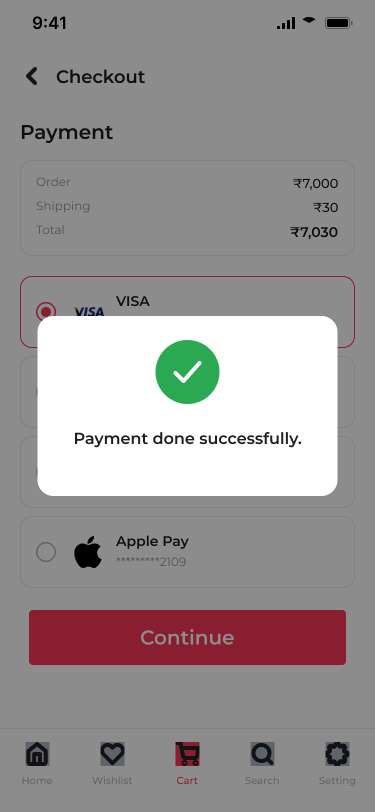 9:41
Checkout
Payment
Order ₹7,000
Shipping ₹30
Total ₹7,030
VISA
VISA
Payment done successfully.
Apple Pay
*********2109
Continue
Home Wishlist Cart Search Setting